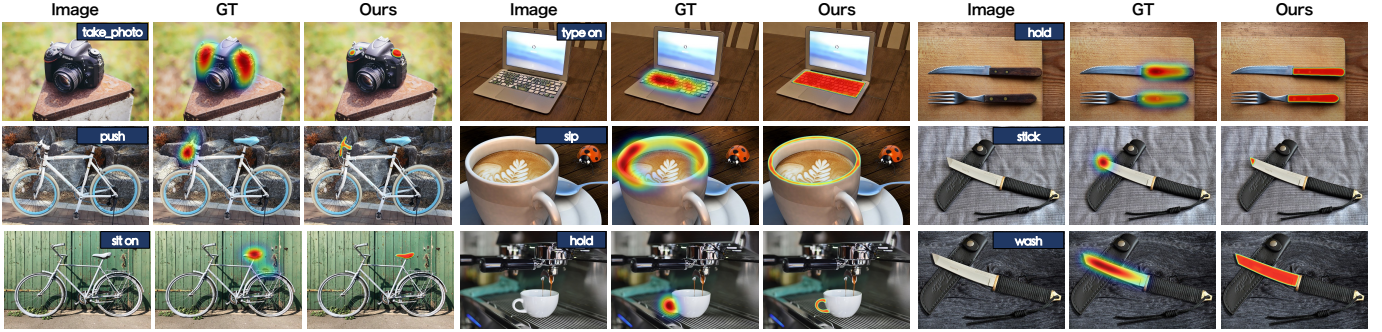 Image GT Ours Image GT Ours Image GT Ours
take_photo type on hold
push sip stick
sit on hold wash